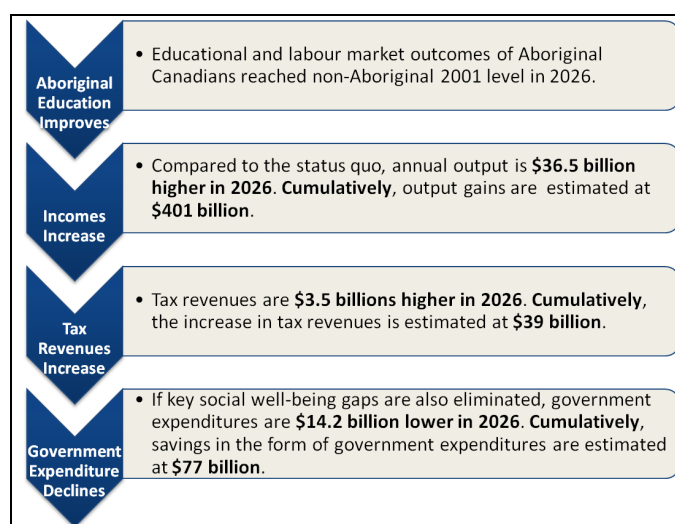 Aboriginal
Education
Improves
• Educational and labour market outcomes of Aboriginal
Canadians reached non-Aboriginal 2001 level in 2026.
Incomes
Increase
• Compared to the status quo, annual output is $36.5 billion
higher in 2026. Cumulatively, output gains are estimated at
$401 billion.
Tax
Revenues
Increase
• Tax revenues are $3.5 billions higher in 2026. Cumulatively,
the increase in tax revenues is estimated at $39 billion.
Government
Expenditure
Declines
• If key social well-being gaps are also eliminated, government
expenditures are $14.2 billion lower in 2026. Cumulatively,
savings in the form of government expenditures are estimated
at $77 billion.